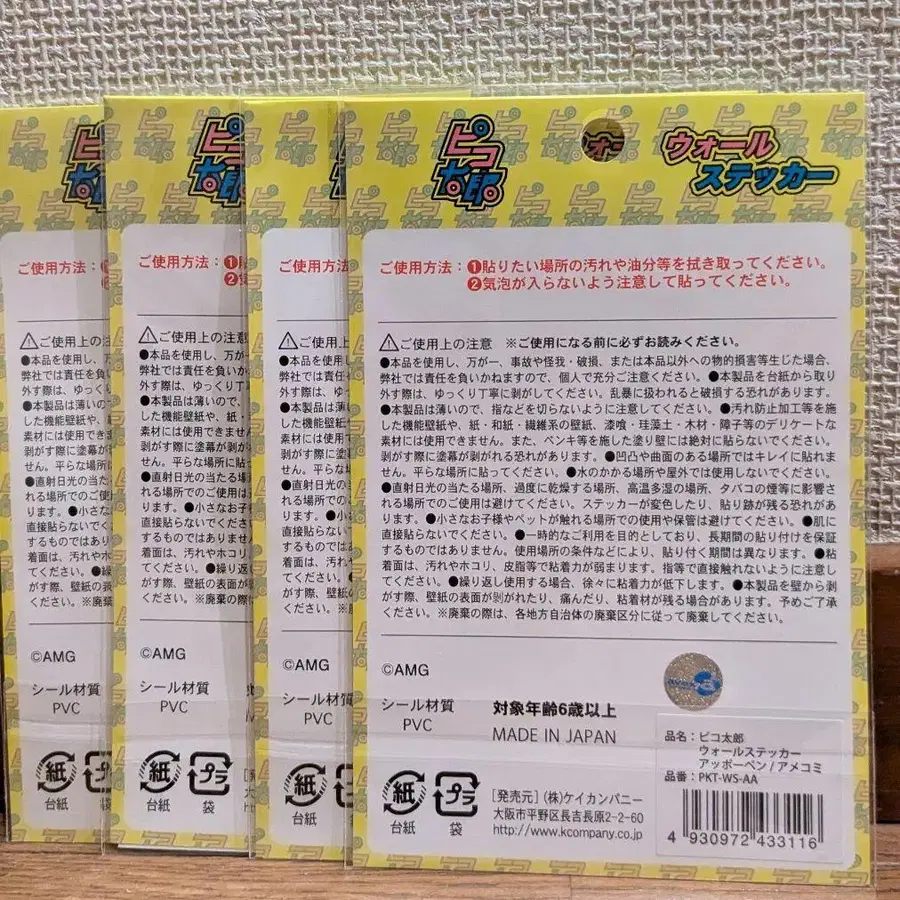 ピコ太郎
ウォール
ステッカー
ご使用方法：❶貼りたい場所の汚れや油分等を拭き取ってください。
❷気泡が入らないよう注意して貼ってください。
⚠ご使用上の注意 ※ご使用になる前に必ずお読みください。
●本品を使用し、万が一、事故や怪我・破損、または本品以外への物的損害等生じた場合、
弊社では責任を負いかねますので、個人で充分ご注意ください。●本製品を台紙から取り
外す際は、ゆっくり丁寧に剥がしてください。乱暴に扱われると破損する恐れがあります。
●本製品は薄いので、指などを切らないように注意してください。●汚れ防止加工等を施
した機能壁紙や、紙・和紙・繊維系の壁紙、漆喰・珪藻土・木材・障子等のデリケートな
素材には使用できません。また、ペンキ等を施した塗り壁には絶対に貼らないでください。
剥がす際に塗幕が剥がれる恐れがあります。●凹凸や曲面のある場所ではキレイに貼れま
せん。平らな場所に貼ってください。●水のかかる場所や屋外では使用しないでください。
●直射日光の当たる場所、過度に乾燥する場所、高温多湿の場所、タバコの煙等に影響さ
れる場所でのご使用は避けてください。ステッカーが変色したり、貼り跡が残る恐れがあ
ります。●小さなお子様やペットが触れる場所での使用や保管は避けてください。●肌に
直接貼らないでください。●一時的なご利用を目的としており、長期間の貼り付けを保証
するものではありません。使用場所の条件などにより、貼り付く期間は異なります。●粘
着面は、汚れやホコリ、皮脂等で粘着力が弱まります。指等で直接触れないように注意し
てください。●繰り返し使用する場合、徐々に粘着力が低下します。●本製品を壁から剥
がす際、壁紙の表面が剥がれたり、痛んだり、粘着材が残る場合があります。予めご了承
ください。※廃棄の際は、各地方自治体の廃棄区分に従って廃棄してください。
©AMG
シール材質
PVC
対象年齢6歳以上
MADE IN JAPAN
紙
台紙
プラ
袋
[発売元] (株)ケイカンパニー
大阪市平野区長吉長原2-2-60
http://www.kcompany.co.jp
品名：ピコ太郎
ウォールステッカー
アッポーペン/アメコミ
品番：PKT-WS-AA
4 930972 433116